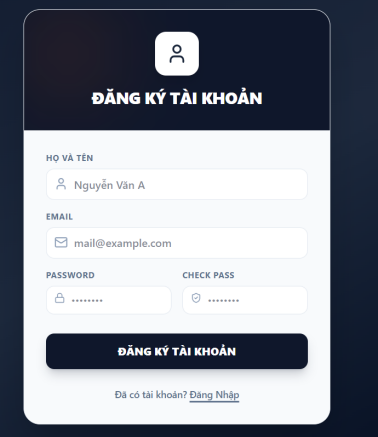 ĐĂNG KÝ TÀI KHOẢN
HỌ VÀ TÊN
Nguyễn Văn A
EMAIL
mail@example.com
PASSWORD CHECK PASS
•••••••• ••••••••
ĐĂNG KÝ TÀI KHOẢN
Đã có tài khoản? Đăng Nhập